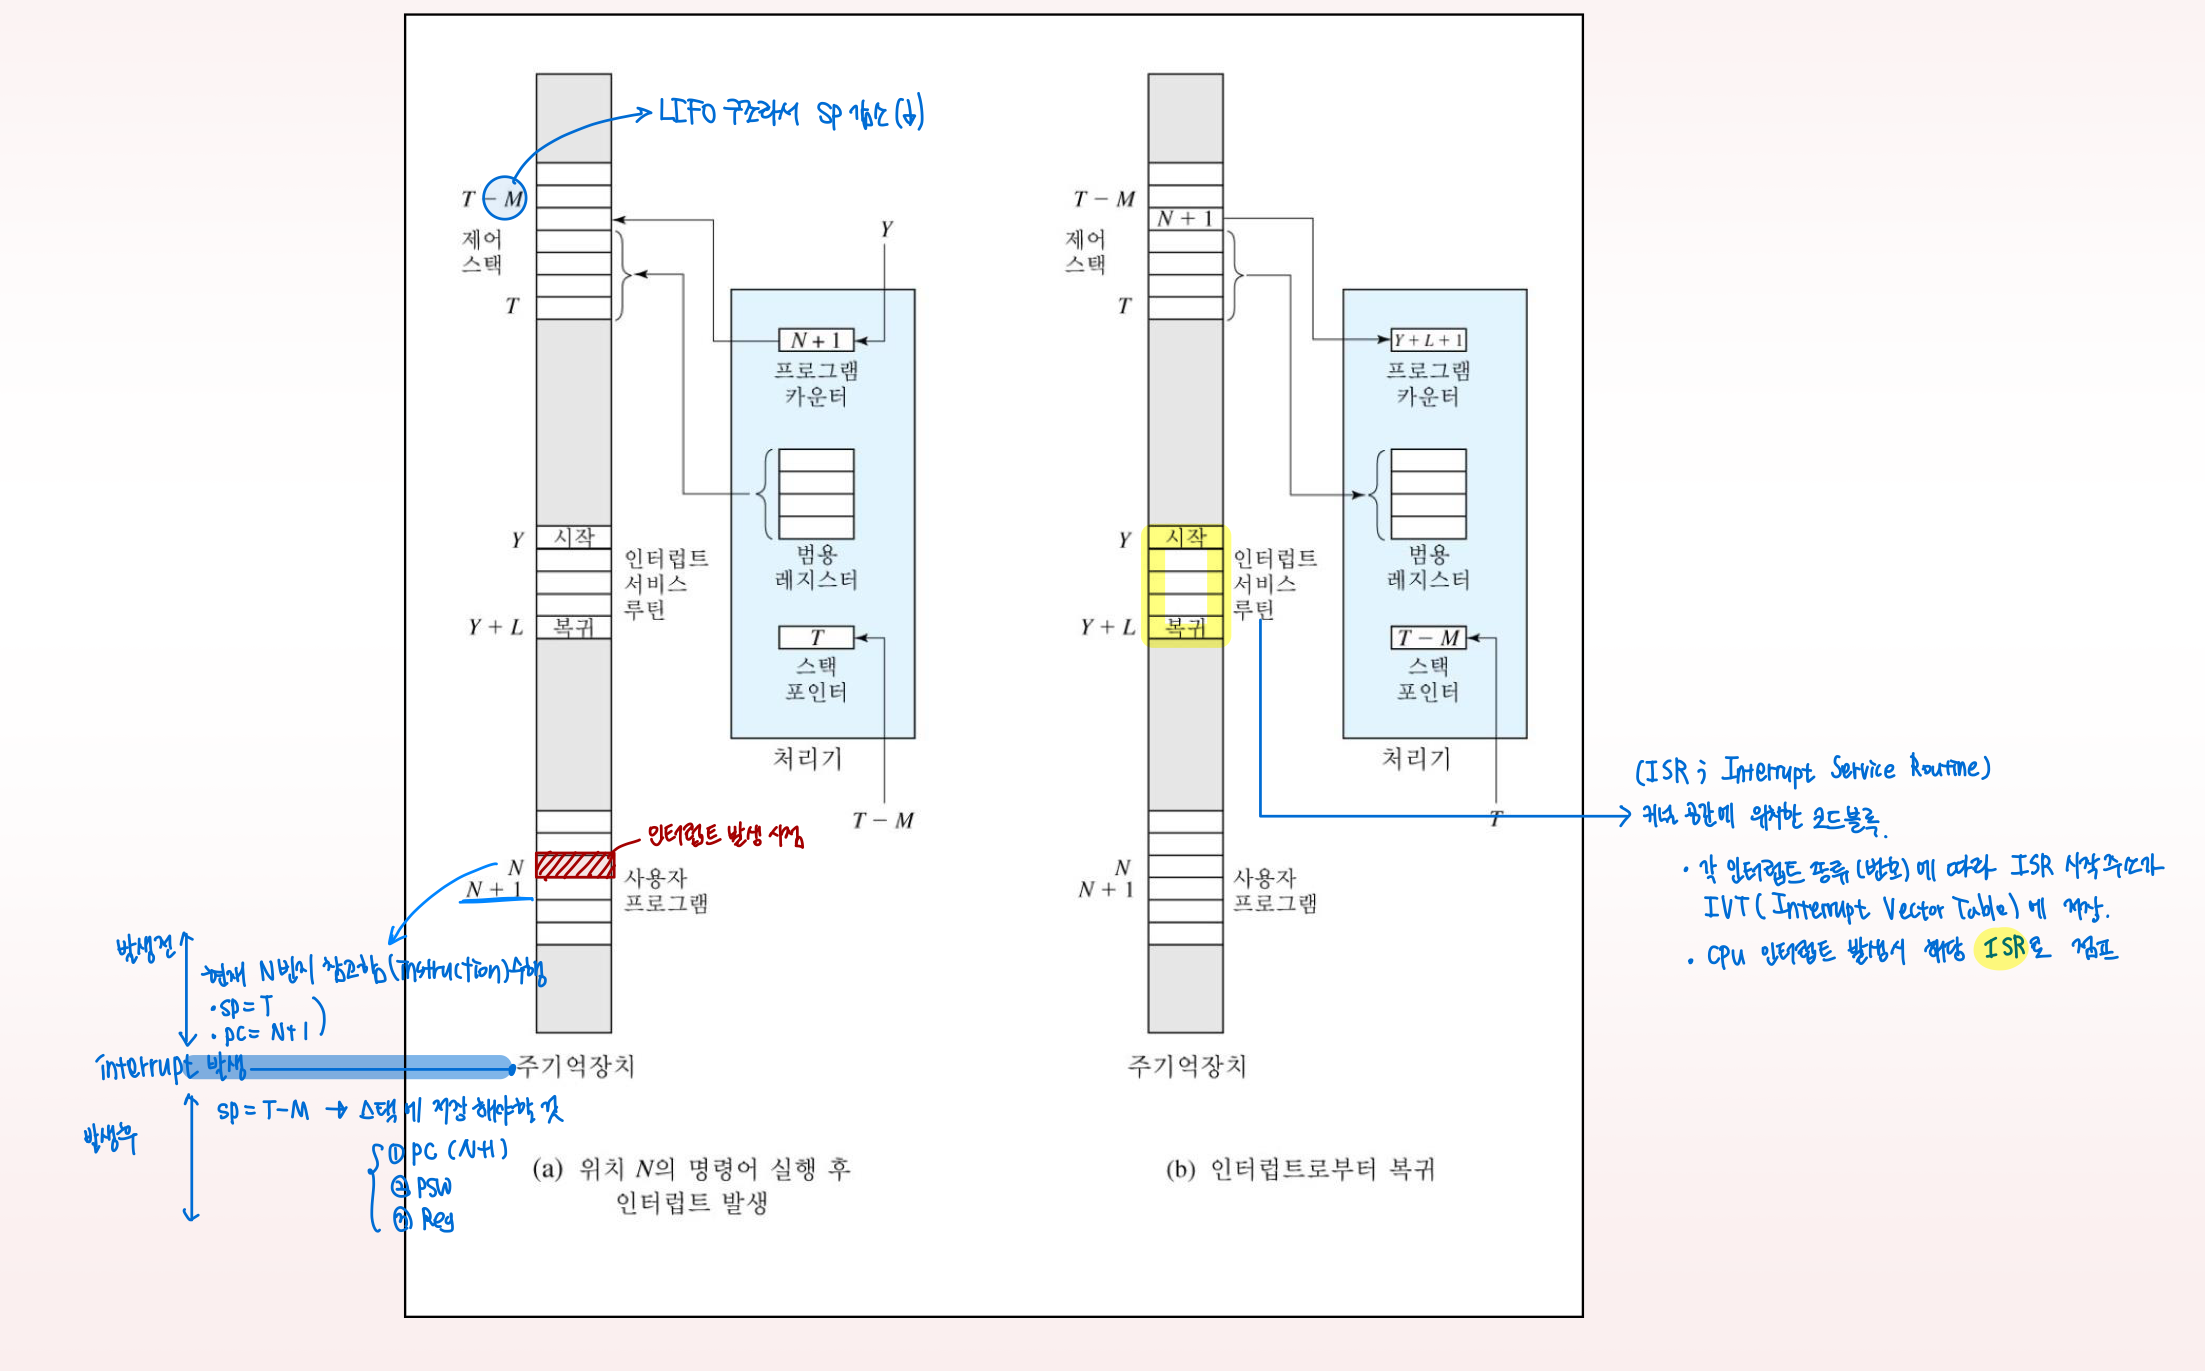 LIFO 구조라서 SP 감소(↓)
T − M
제어
스택
T
Y
N + 1
프로그램
카운터
범용
레지스터
T
스택
포인터
처리기
T − M
Y
시작
인터럽트
서비스
루틴
Y + L
복귀
인터럽트 발생 시점
N
N + 1
사용자
프로그램
주기억장치
발생전
현재 N번지 참고함(instruction)수행
·SP = T
·PC = N+1
interrupt 발생
발생후
SP = T-M → 스택에 저장해야할 것
① PC (N+1)
② PSW
③ Reg
(a) 위치 N의 명령어 실행 후
인터럽트 발생
T − M
N + 1
제어
스택
T
Y + L + 1
프로그램
카운터
범용
레지스터
T − M
스택
포인터
처리기
T
Y
시작
인터럽트
서비스
루틴
Y + L
복귀
N
N + 1
사용자
프로그램
주기억장치
(b) 인터럽트로부터 복귀
(ISR ; Interrupt Service Routine)
커널 공간에 위치한 코드블록.
· 각 인터럽트 종류(번호)에 따라 ISR 시작주소가
IVT( Interrupt Vector Table)에 저장.
· CPU 인터럽트 발생시 해당 ISR로 점프